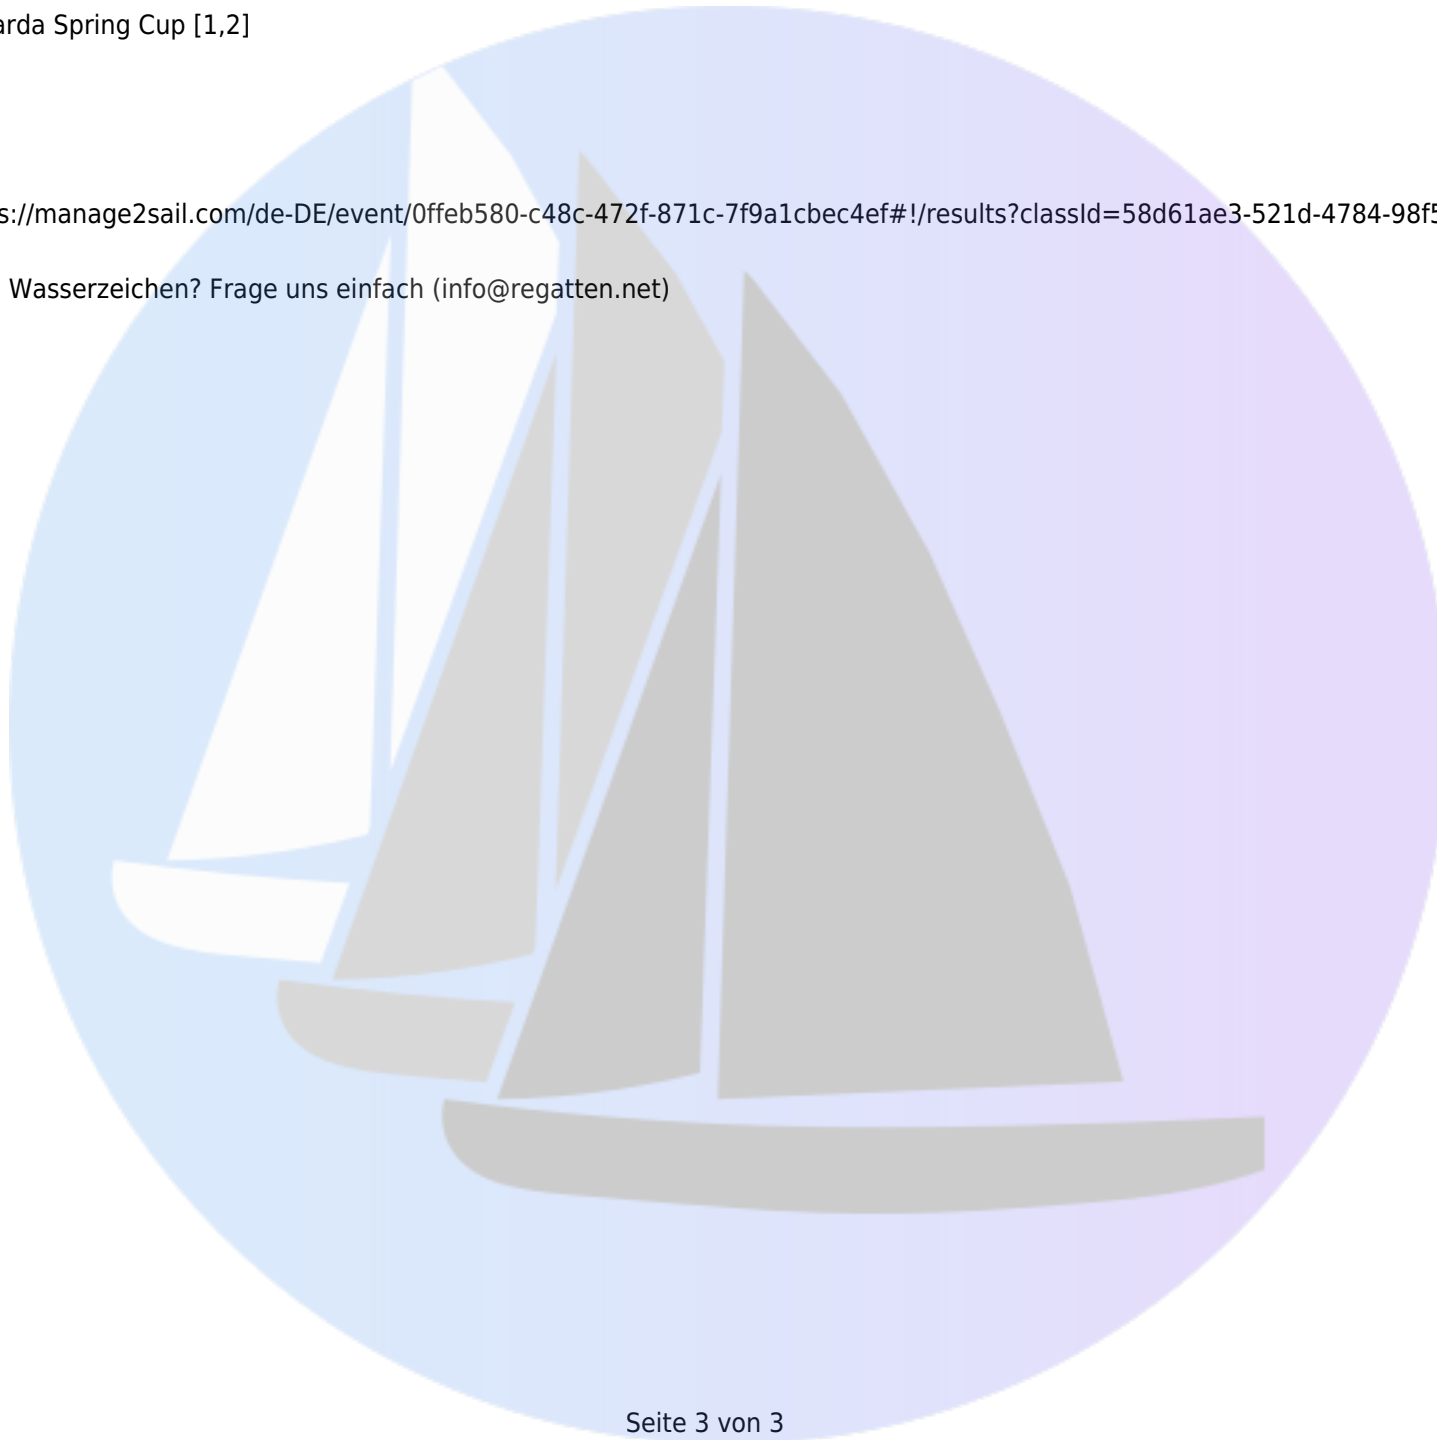 arda Spring Cup [1,2]
s://manage2sail.com/de-DE/event/0ffeb580-c48c-472f-871c-7f9a1cbec4ef#!/results?classId=58d61ae3-521d-4784-98f5
Wasserzeichen? Frage uns einfach (info@regatten.net)
Seite 3 von 3